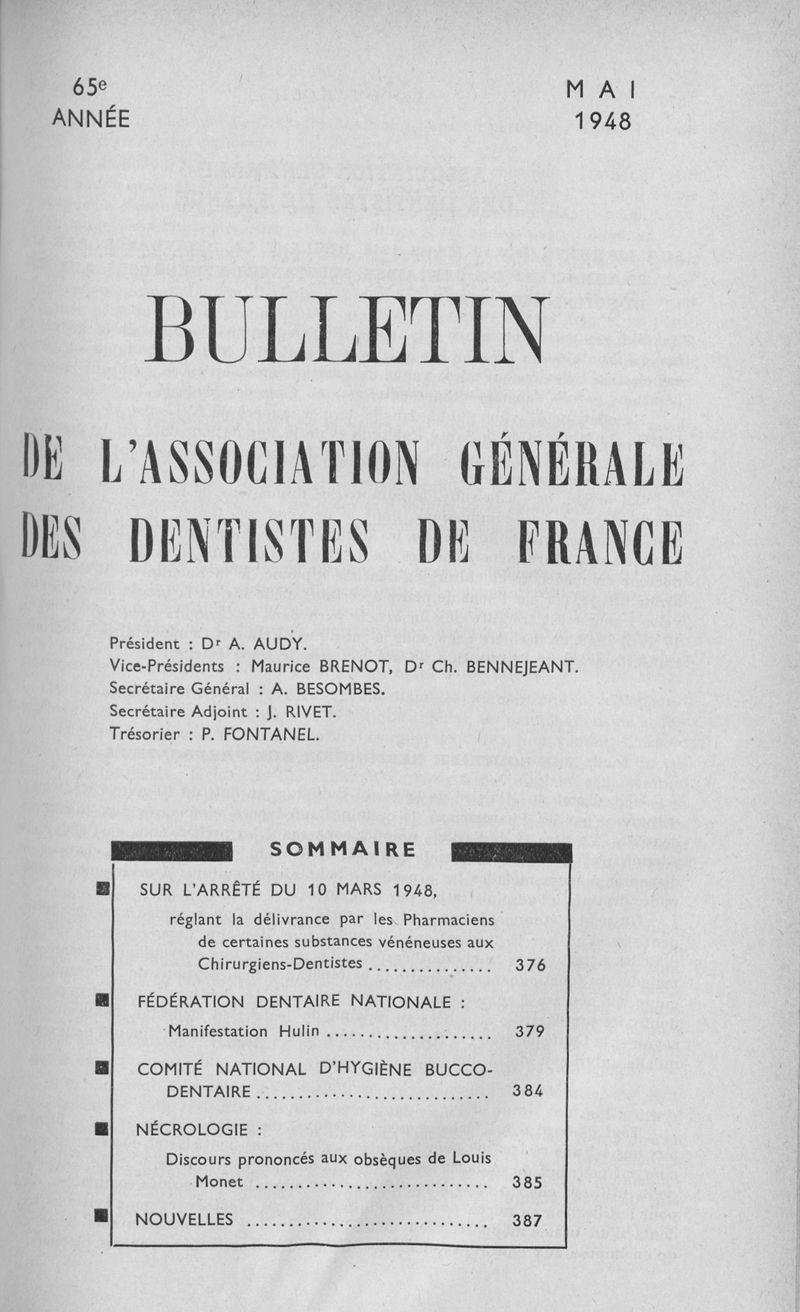 65e
ANNÉE
MAI
1948
BULLETIN
DE L'ASSOCIATION GÉNÉRALE
DES DENTISTES DE FRANCE
Président : Dr A. AUDY.
Vice-Présidents : Maurice BRENOT, Dr Ch. BENNEJEANT.
Secrétaire Général : A. BESOMBES.
Secrétaire Adjoint : J. RIVET.
Trésorier : P. FONTANEL.
SOMMAIRE
SUR L'ARRÊTÉ DU 10 MARS 1948,
réglant la délivrance par les Pharmaciens
de certaines substances vénéneuses aux
Chirurgiens-Dentistes ............... 376
FÉDÉRATION DENTAIRE NATIONALE :
Manifestation Hulin .................... 379
COMITÉ NATIONAL D'HYGIÈNE BUCCO-
DENTAIRE ............................ 384
NÉCROLOGIE :
Discours prononcés aux obsèques de Louis
Monet ............................ 385
NOUVELLES ............................. 387